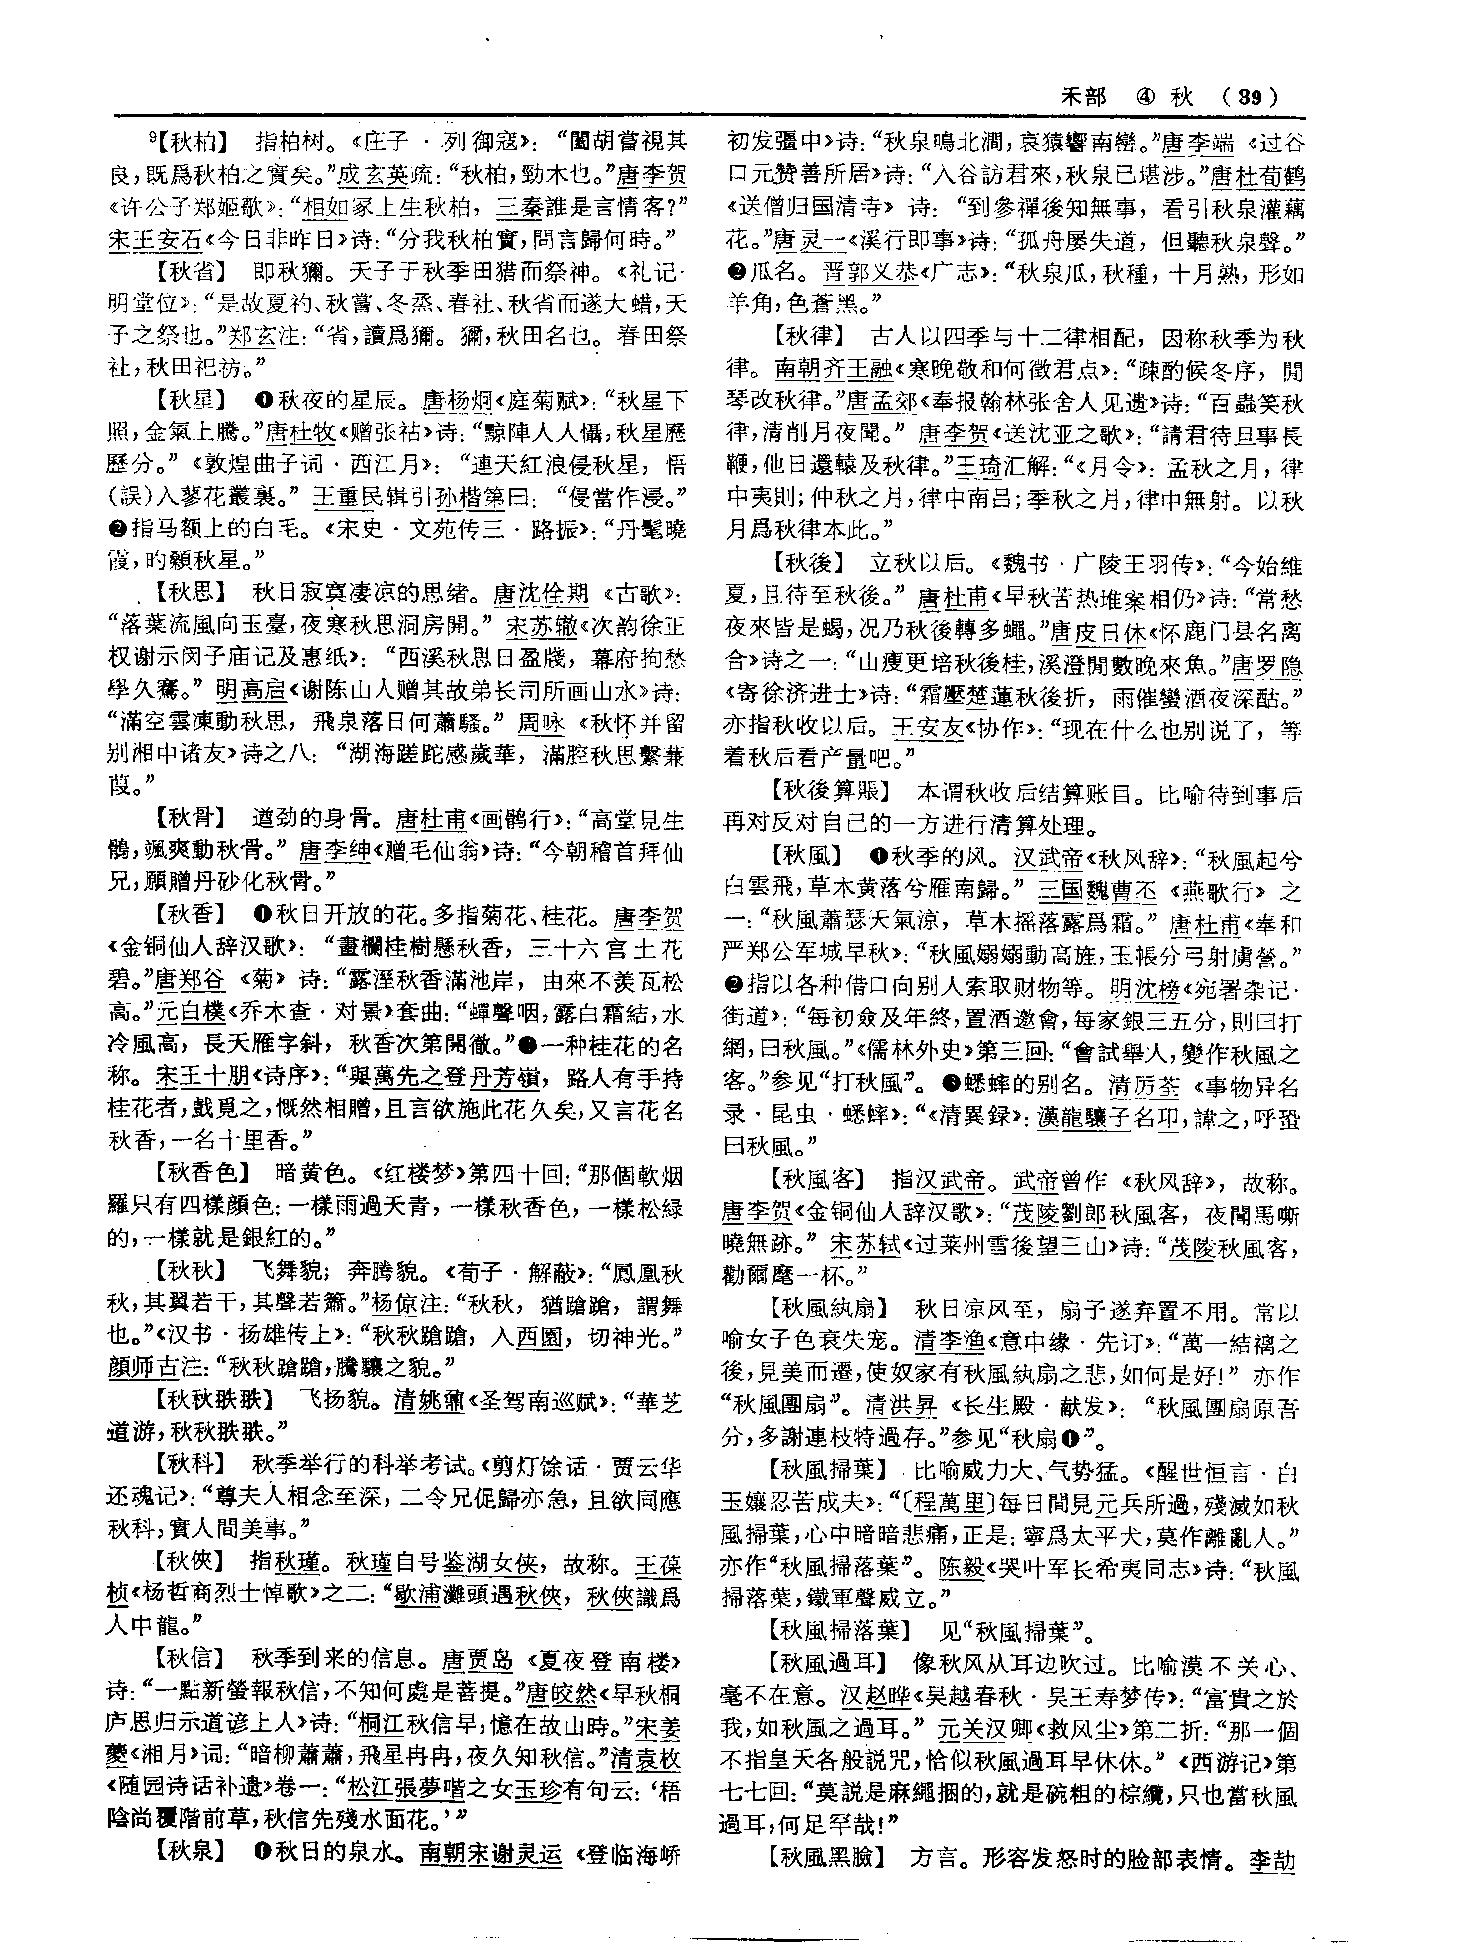 禾部 ④ 秋 （39）
⁹【秋柏】 指柏树。《庄子·列御寇》：“闔胡嘗視其
良，既爲秋柏之實矣。”成玄英疏：“秋柏，勁木也。”唐李贺
《许公子郑姬歌》：“相如冢上生秋柏，三秦誰是言情客？”
宋王安石《今日非昨日》诗：“分我秋柏實，問言歸何時。”
【秋省】 即秋獮。天子于秋季田猎而祭神。《礼记·
明堂位》：“是故夏礿、秋嘗、冬烝、春社、秋省而遂大蜡，天
子之祭也。”郑玄注：“省，讀爲獮。獮，秋田名也。春田祭
社，秋田祀祊。”
【秋星】 ❶秋夜的星辰。唐杨炯《庭菊赋》：“秋星下
照，金氣上騰。”唐杜牧《赠张祜》诗：“黥陣人人懾，秋星歷
歷分。”《敦煌曲子词·西江月》：“連天紅浪侵秋星，悟
(誤)入蓼花叢裏。”王重民辑引孙楷第曰：“侵當作浸。”
❷指马额上的白毛。《宋史·文苑传三·路振》：“丹髦曉
霞，旳顙秋星。”
【秋思】 秋日寂寞凄凉的思绪。唐沈佺期《古歌》：
“落葉流風向玉臺，夜寒秋思洞房開。”宋苏辙《次韵徐正
权谢示闵子庙记及惠纸》：“西溪秋思日盈牋，幕府拘愁
學久騫。”明高启《谢陈山人赠其故弟长司所画山水》诗：
“滿空雲凍動秋思，飛泉落日何蕭騷。”周咏《秋怀并留
别湘中诸友》诗之八：“湖海蹉跎感歲華，滿腔秋思繫蒹
葭。”
【秋骨】 遒劲的身骨。唐杜甫《画鹘行》：“高堂見生
鶻，颯爽動秋骨。”唐李绅《赠毛仙翁》诗：“今朝稽首拜仙
兄，願贈丹砂化秋骨。”
【秋香】 ❶秋日开放的花。多指菊花、桂花。唐李贺
《金铜仙人辞汉歌》：“畫欄桂樹懸秋香，三十六宫土花
碧。”唐郑谷《菊》诗：“露溼秋香滿池岸，由來不羡瓦松
高。”元白樸《乔木查·对景》套曲：“蟬聲咽，露白霜結，水
冷風高，長天雁字斜，秋香次第開徹。”❷一种桂花的名
称。宋王十朋《诗序》：“與萬先之登丹芳嶺，路人有手持
桂花者，戲覓之，慨然相贈，且言欲施此花久矣，又言花名
秋香，一名十里香。”
【秋香色】 暗黄色。《红楼梦》第四十回：“那個軟烟
羅只有四樣顔色：一樣雨過天青，一樣秋香色，一樣松緑
的，一樣就是銀紅的。”
【秋秋】 飞舞貌；奔腾貌。《荀子·解蔽》：“鳳凰秋
秋，其翼若干，其聲若簫。”杨倞注：“秋秋，猶蹌蹌，謂舞
也。”《汉书·扬雄传上》：“秋秋蹌蹌，入西園，切神光。”
顔师古注：“秋秋蹌蹌，騰驤之貌。”
【秋秋趹趹】 飞扬貌。清姚鼐《圣驾南巡赋》：“華芝
道游，秋秋趹趹。”
【秋科】 秋季举行的科举考试。《剪灯馀话·贾云华
还魂记》：“尊夫人相念至深，二令兄促歸亦急，且欲同應
秋科，實人間美事。”
【秋俠】 指秋瑾。秋瑾自号鉴湖女侠，故称。王葆
桢《杨哲商烈士悼歌》之二：“歇浦灘頭遇秋俠，秋俠識爲
人中龍。”
【秋信】 秋季到来的信息。唐贾岛《夏夜登南楼》
诗：“一點新螢報秋信，不知何處是菩提。”唐皎然《早秋桐
庐思归示道谚上人》诗：“桐江秋信早，憶在故山時。”宋姜
夔《湘月》词：“暗柳蕭蕭，飛星冉冉，夜久知秋信。”清袁枚
《随园诗话补遗》卷一：“松江張夢喈之女玉珍有句云：‘梧
陰尚覆階前草，秋信先殘水面花。’”
【秋泉】 ❶秋日的泉水。南朝宋谢灵运《登临海峤
初发彊中》诗：“秋泉鳴北澗，哀猿響南巒。”唐李端《过谷
口元赞善所居》诗：“入谷訪君來，秋泉已堪涉。”唐杜荀鹤
《送僧归国清寺》诗：“到參禪後知無事，看引秋泉灌藕
花。”唐灵一《溪行即事》诗：“孤舟屡失道，但聽秋泉聲。”
❷瓜名。晋郭义恭《广志》：“秋泉瓜，秋種，十月熟，形如
羊角，色蒼黑。”
【秋律】 古人以四季与十二律相配，因称秋季为秋
律。南朝齐王融《寒晚敬和何徵君点》：“疎酌候冬序，閒
琴改秋律。”唐孟郊《奉报翰林张舍人见遗》诗：“百蟲笑秋
律，清削月夜聞。”唐李贺《送沈亚之歌》：“請君待旦事長
鞭，他日還轅及秋律。”王琦汇解：“《月令》：孟秋之月，律
中夷則；仲秋之月，律中南吕；季秋之月，律中無射。以秋
月爲秋律本此。”
【秋後】 立秋以后。《魏书·广陵王羽传》：“今始维
夏，且待至秋後。”唐杜甫《早秋苦热堆案相仍》诗：“常愁
夜來皆是蝎，况乃秋後轉多蠅。”唐皮日休《怀鹿门县名离
合》诗之一：“山瘦更培秋後桂，溪澄閒數晚來魚。”唐罗隐
《寄徐济进士》诗：“霜壓楚蓮秋後折，雨催蠻酒夜深酤。”
亦指秋收以后。王安友《协作》：“现在什么也别说了，等
着秋后看产量吧。”
【秋後算賬】 本谓秋收后结算账目。比喻待到事后
再对反对自己的一方进行清算处理。
【秋風】 ❶秋季的风。汉武帝《秋风辞》：“秋風起兮
白雲飛，草木黄落兮雁南歸。”三国魏曹丕《燕歌行》之
一：“秋風蕭瑟天氣凉，草木摇落露爲霜。”唐杜甫《奉和
严郑公军城早秋》：“秋風嫋嫋動高旌，玉帳分弓射虜營。”
❷指以各种借口向别人索取财物等。明沈榜《宛署杂记·
街道》：“每初僉及年終，置酒邀會，每家銀三五分，則曰打
網，曰秋風。”《儒林外史》第三回：“會試舉人，變作秋風之
客。”参见“打秋風”。❸蟋蟀的别名。清厉荃《事物异名
录·昆虫·蟋蟀》：“《清異録》：漢龍驤子名邛，諱之，呼蛩
曰秋風。”
【秋風客】 指汉武帝。武帝曾作《秋风辞》，故称。
唐李贺《金铜仙人辞汉歌》：“茂陵劉郎秋風客，夜聞馬嘶
曉無跡。”宋苏轼《过莱州雪後望三山》诗：“茂陵秋風客，
勸爾麾一杯。”
【秋風紈扇】 秋日凉风至，扇子遂弃置不用。常以
喻女子色衰失宠。清李渔《意中缘·先订》：“萬一結褵之
後，見美而遷，使奴家有秋風紈扇之悲，如何是好！”亦作
“秋風團扇”。清洪昇《长生殿·献发》：“秋風團扇原吾
分，多謝連枝特過存。”参见“秋扇❶”。
【秋風掃葉】 比喻威力大、气势猛。《醒世恒言·白
玉孃忍苦成夫》：“〔程萬里〕每日間見元兵所過，殘滅如秋
風掃葉，心中暗暗悲痛，正是：寧爲太平犬，莫作離亂人。”
亦作“秋風掃落葉”。陈毅《哭叶军长希夷同志》诗：“秋風
掃落葉，鐵軍聲威立。”
【秋風掃落葉】 见“秋風掃葉”。
【秋風過耳】 像秋风从耳边吹过。比喻漠不关心、
毫不在意。汉赵晔《吴越春秋·吴王寿梦传》：“富貴之於
我，如秋風之過耳。”元关汉卿《救风尘》第二折：“那一個
不指皇天各般説咒，恰似秋風過耳早休休。”《西游记》第
七七回：“莫説是麻繩捆的，就是碗粗的棕纜，只也當秋風
過耳，何足罕哉！”
【秋風黑臉】 方言。形容发怒时的脸部表情。李劼